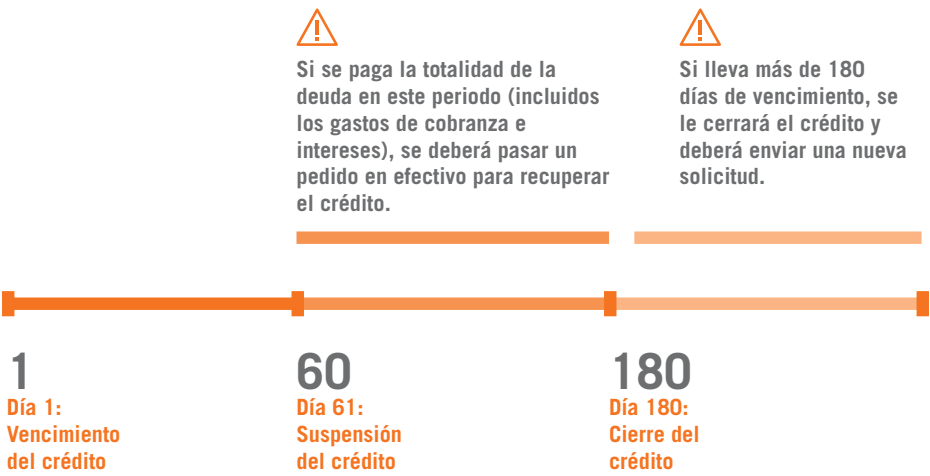 Si se paga la totalidad de la
deuda en este periodo (incluidos
los gastos de cobranza e
intereses), se deberá pasar un
pedido en efectivo para recuperar
el crédito.
Si lleva más de 180
días de vencimiento, se
le cerrará el crédito y
deberá enviar una nueva
solicitud.
1
Día 1:
Vencimiento
del crédito
60
Día 61:
Suspensión
del crédito
180
Día 180:
Cierre del
crédito